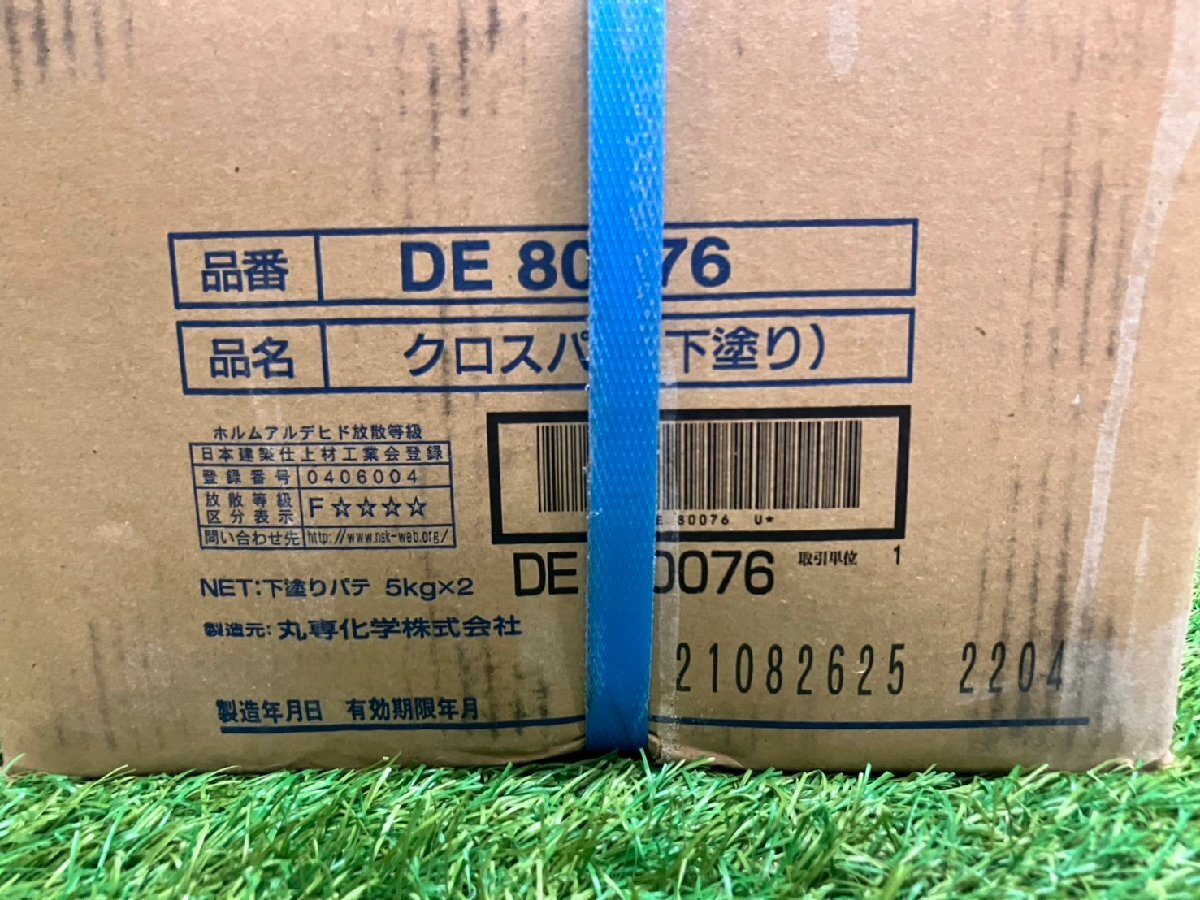 品番 DE 80076
品名 クロスパ 下塗り）
ホルムアルデヒド放散等級
日本建築仕上材工業会登録
登録番号 0406004
放散等級
区分表示 F☆☆☆☆
問い合わせ先 http://www.nsk-web.org/
E 80076 U*
DE 80076 取引単位 1
NET:下塗りパテ 5kg×2
製造元:丸専化学株式会社
21082625 2204
製造年月日 有効期限年月